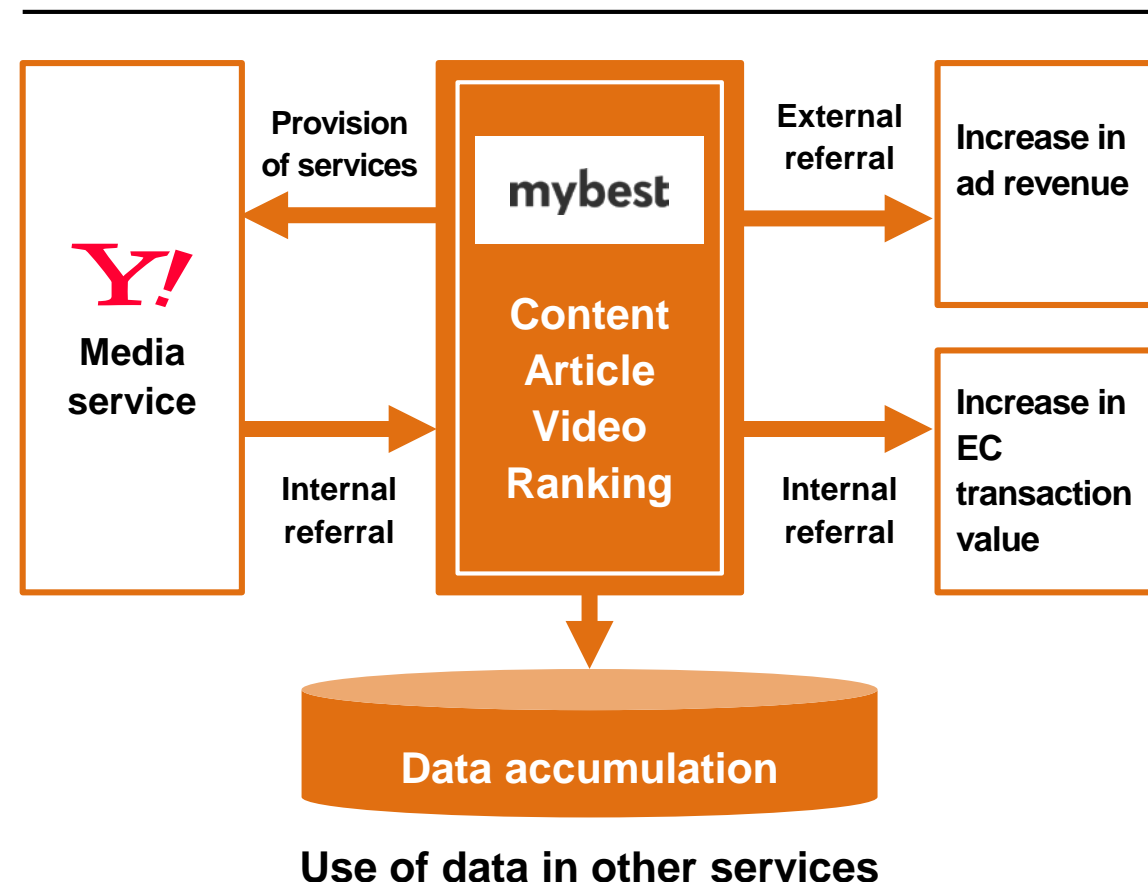 Provision
of services
Y!
Media
service
Internal
referral
mybest
Content
Article
Video
Ranking
External
referral
Internal
referral
Increase in
ad revenue
Increase in
EC
transaction
value
Data accumulation
Use of data in other services